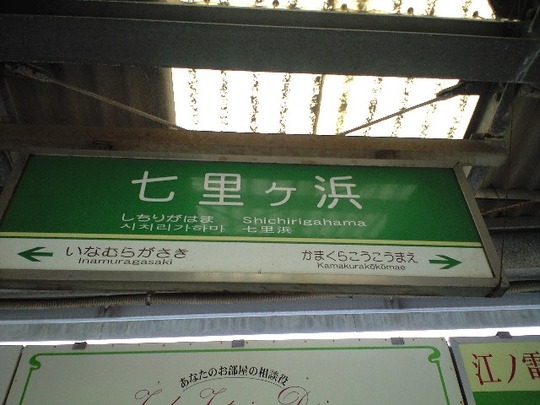 七里ヶ浜
しちりがはま Shichirigahama
시치리가하마 七里浜
いなむらがさき かまくらこうこうまえ
Inamuragasaki Kamakurakōkōmae
あなたのお部屋の相談役
江ノ電